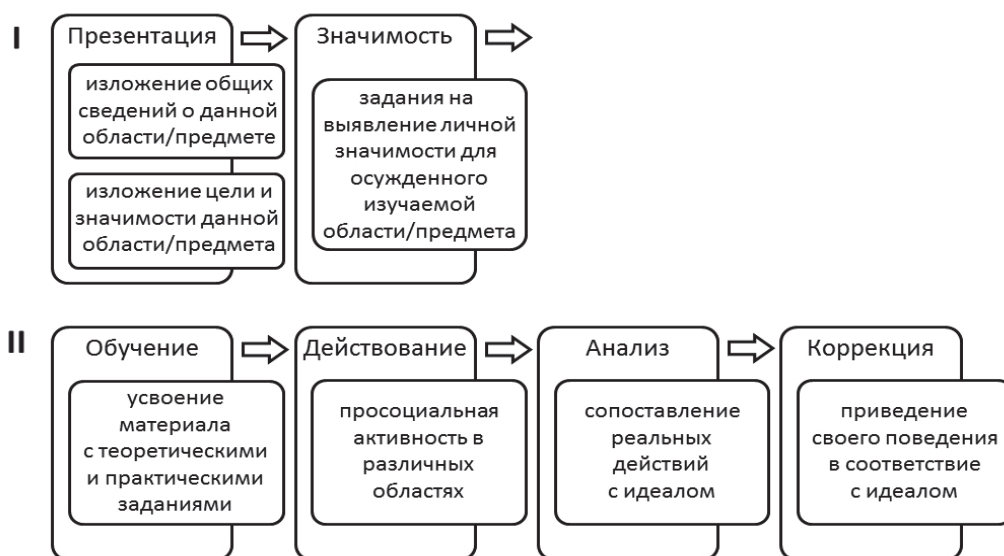 I
Презентация
изложение общих
сведений о данной
области/предмете
изложение цели и
значимости данной
области/предмета
Значимость
задания на
выявление личной
значимости для
осужденного
изучаемой
области/предмета
II
Обучение
усвоение
материала
с теоретическими
и практическими
заданиями
Действование
просоциальная
активность в
различных
областях
Анализ
сопоставление
реальных
действий
с идеалом
Коррекция
приведение
своего поведения
в соответствие
с идеалом